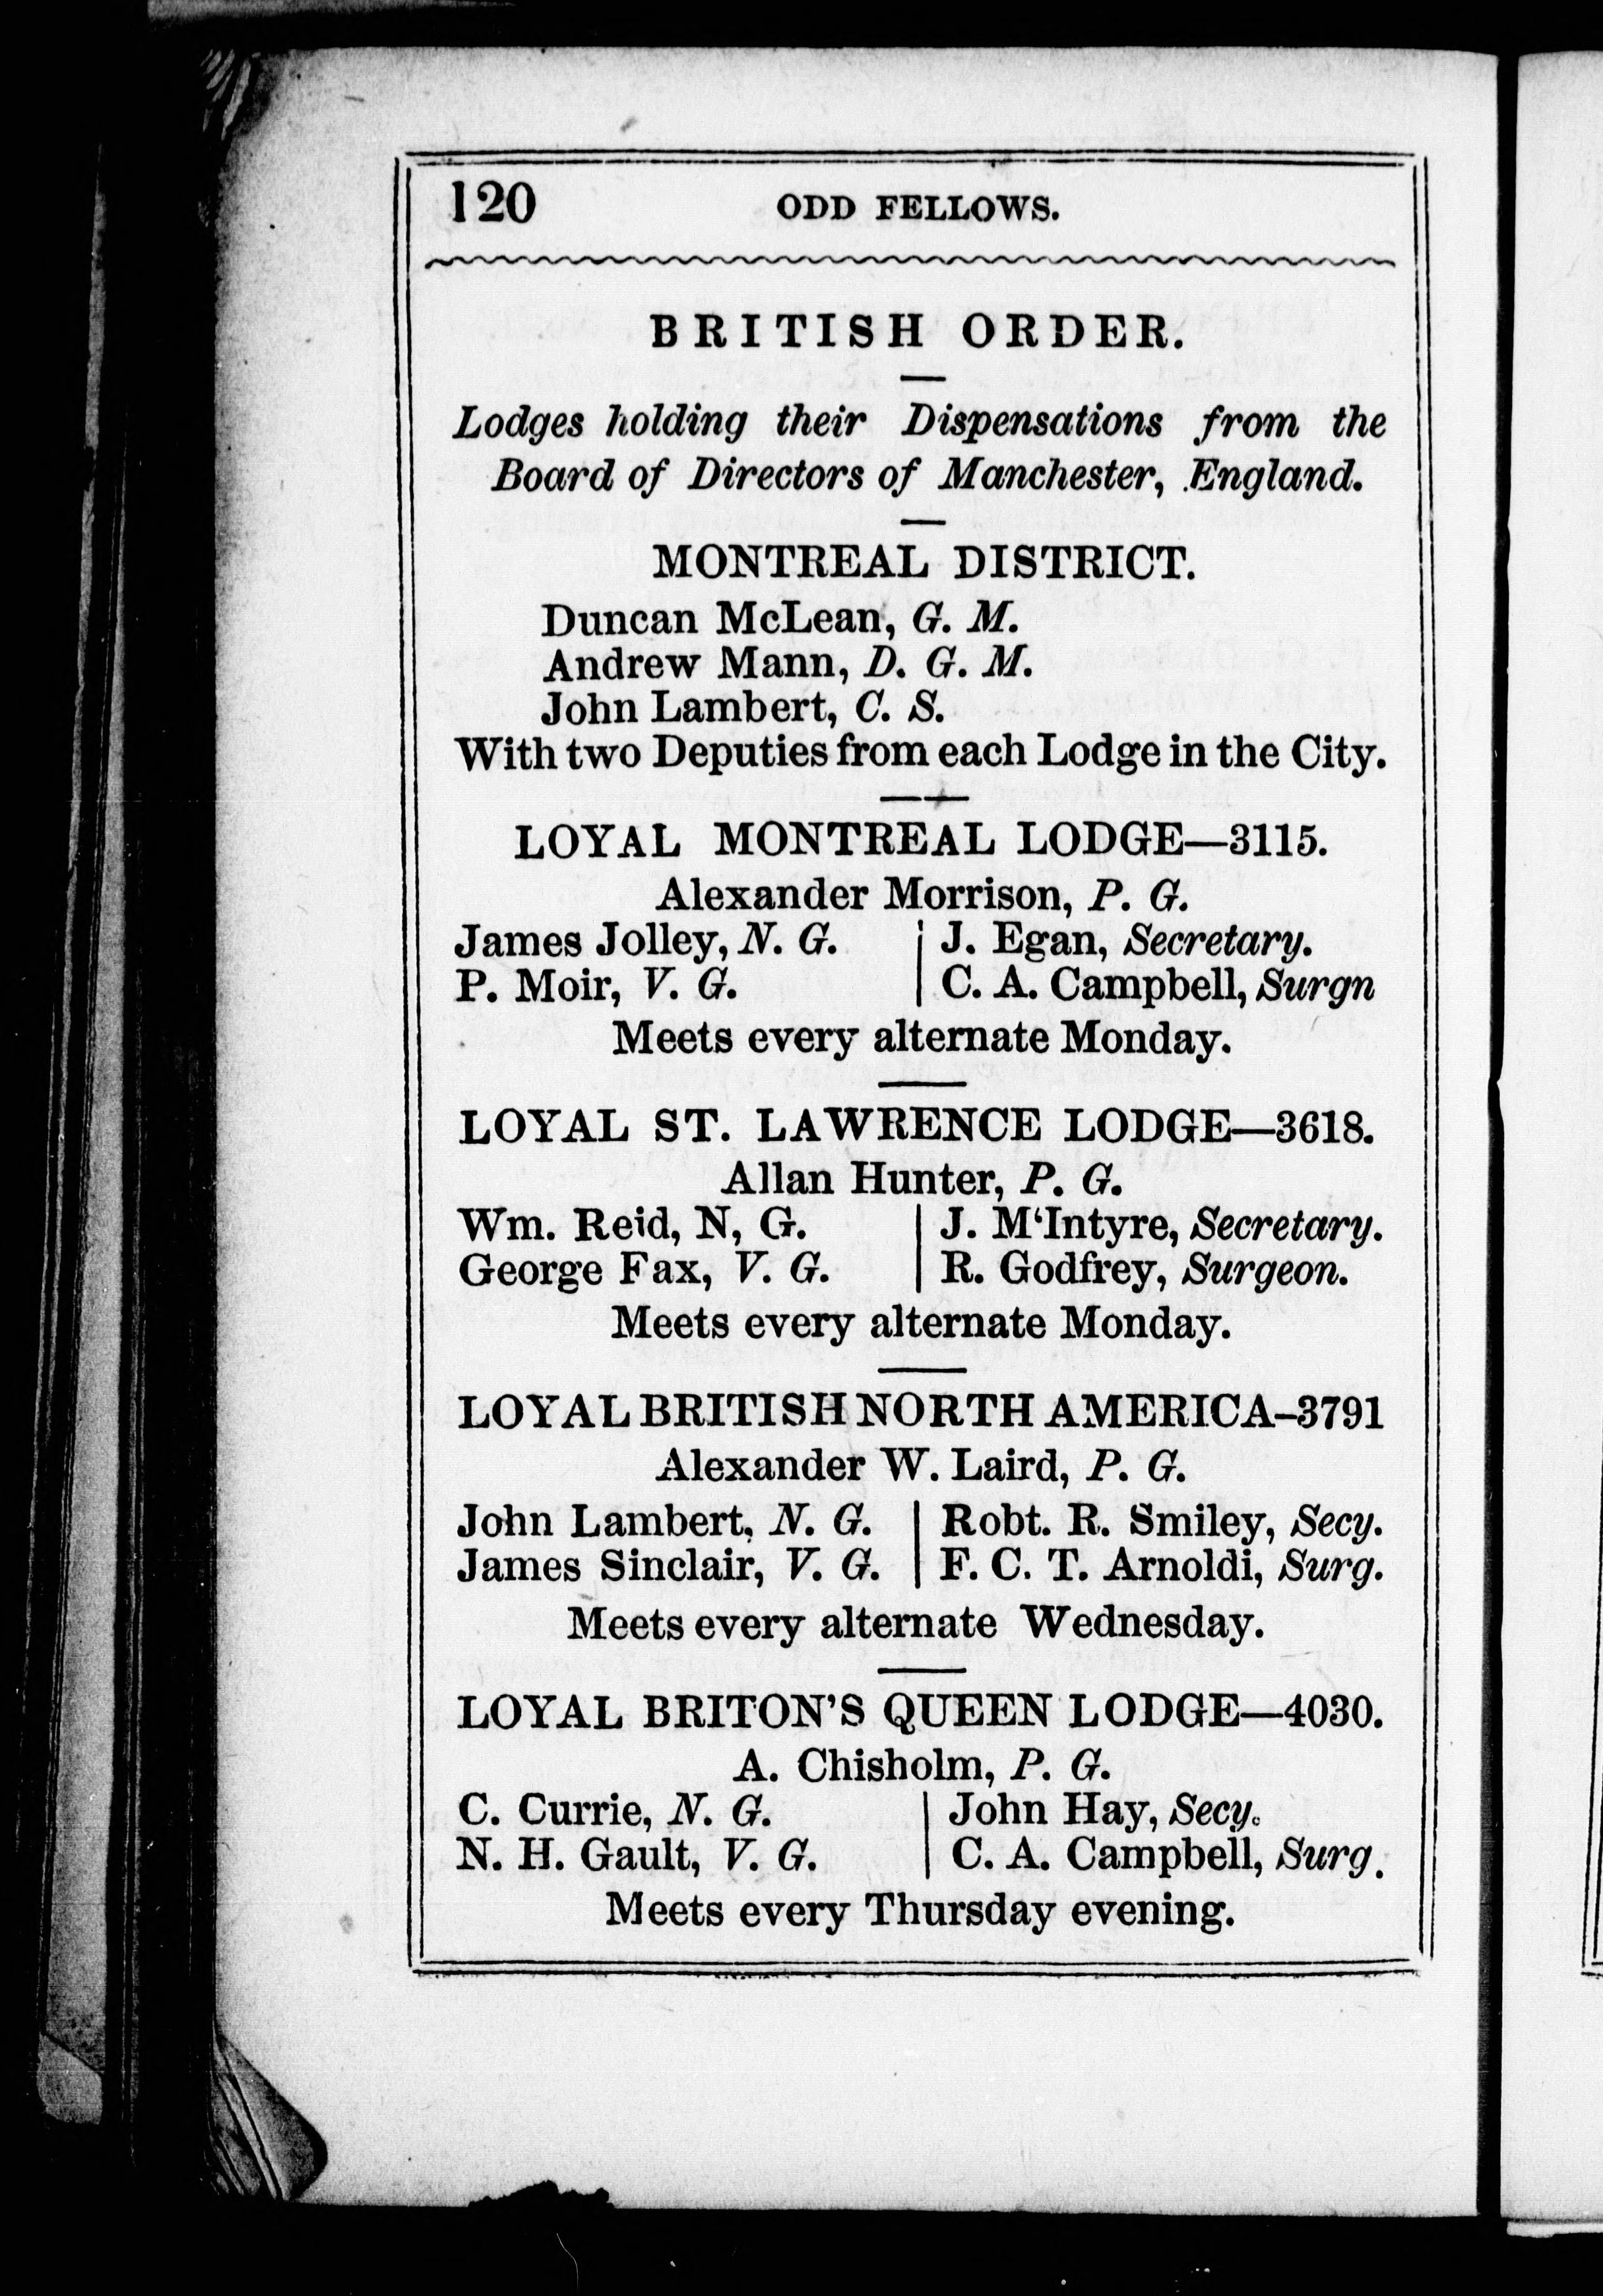 120 ODD FELLOWS.
BRITISH ORDER.
Lodges holding their Dispensations from the
Board of Directors of Manchester, England.
MONTREAL DISTRICT.
Duncan McLean, G. M.
Andrew Mann, D. G. M.
John Lambert, C. S.
With two Deputies from each Lodge in the City.
LOYAL MONTREAL LODGE—3115.
Alexander Morrison, P. G.
James Jolley, N. G. | J. Egan, Secretary.
P. Moir, V. G. | C. A. Campbell, Surgn
Meets every alternate Monday.
LOYAL ST. LAWRENCE LODGE—3618.
Allan Hunter, P. G.
Wm. Reid, N, G. | J. M‘Intyre, Secretary.
George Fax, V. G. | R. Godfrey, Surgeon.
Meets every alternate Monday.
LOYAL BRITISH NORTH AMERICA–3791
Alexander W. Laird, P. G.
John Lambert, N. G. | Robt. R. Smiley, Secy.
James Sinclair, V. G. | F. C. T. Arnoldi, Surg.
Meets every alternate Wednesday.
LOYAL BRITON’S QUEEN LODGE—4030.
A. Chisholm, P. G.
C. Currie, N. G. | John Hay, Secy.
N. H. Gault, V. G. | C. A. Campbell, Surg.
Meets every Thursday evening.